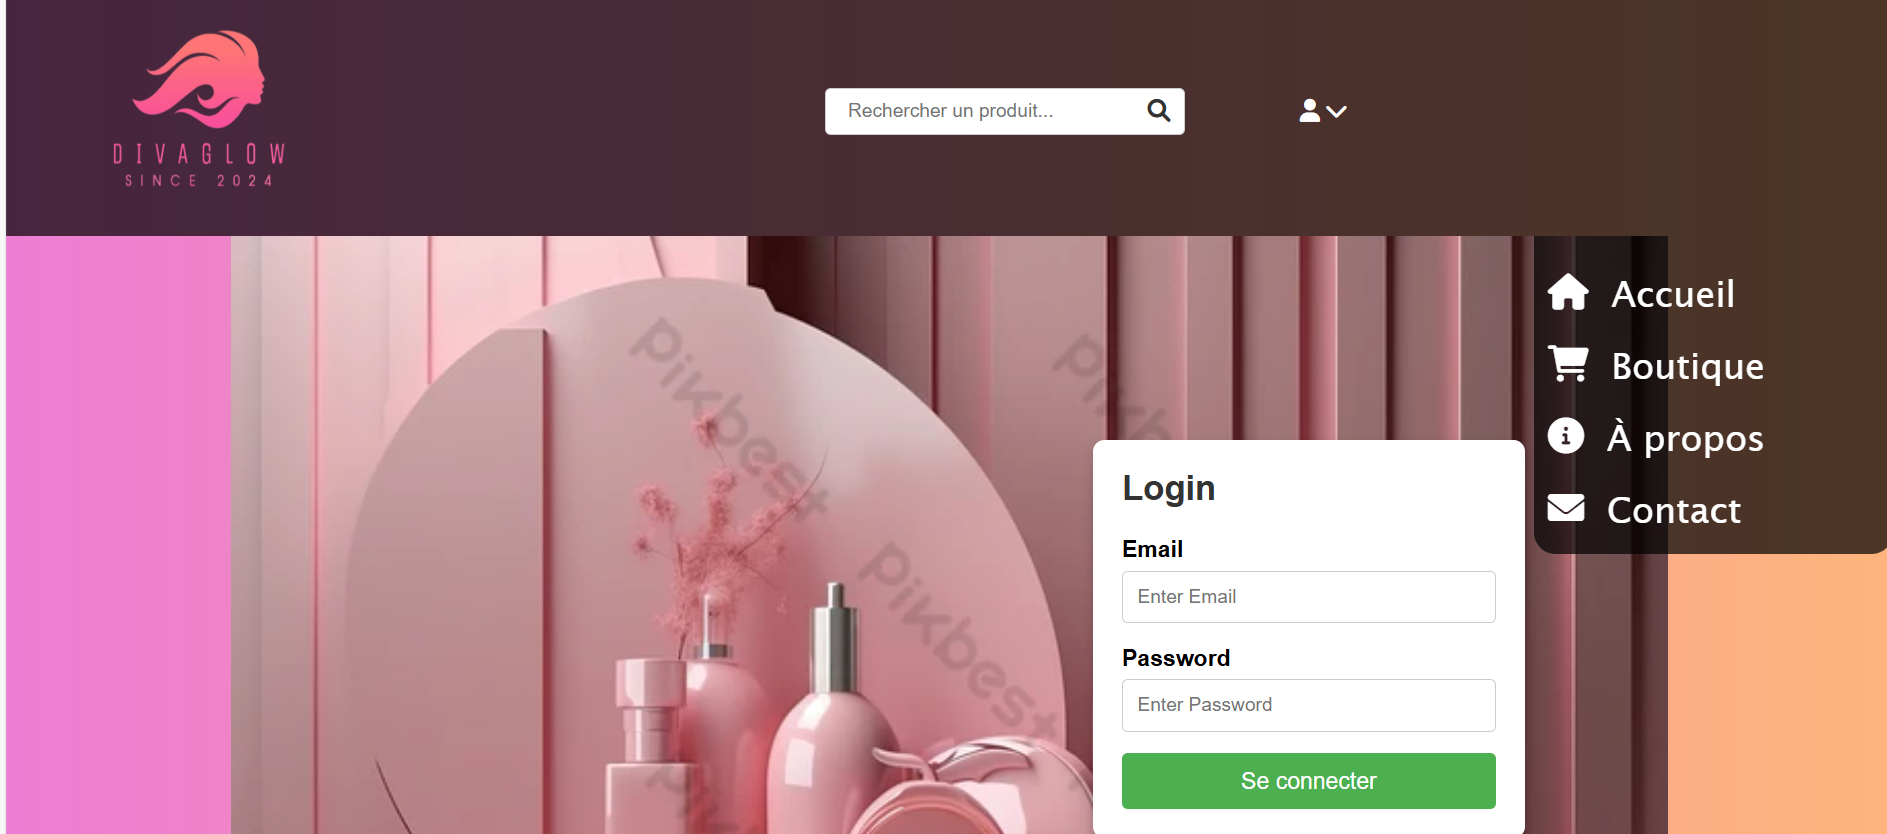 DIVAGLOW
SINCE 2024
Rechercher un produit...
Accueil
Boutique
À propos
Contact
pikbest
pikbest
pikbest
Login
Email
Enter Email
Password
Enter Password
Se connecter